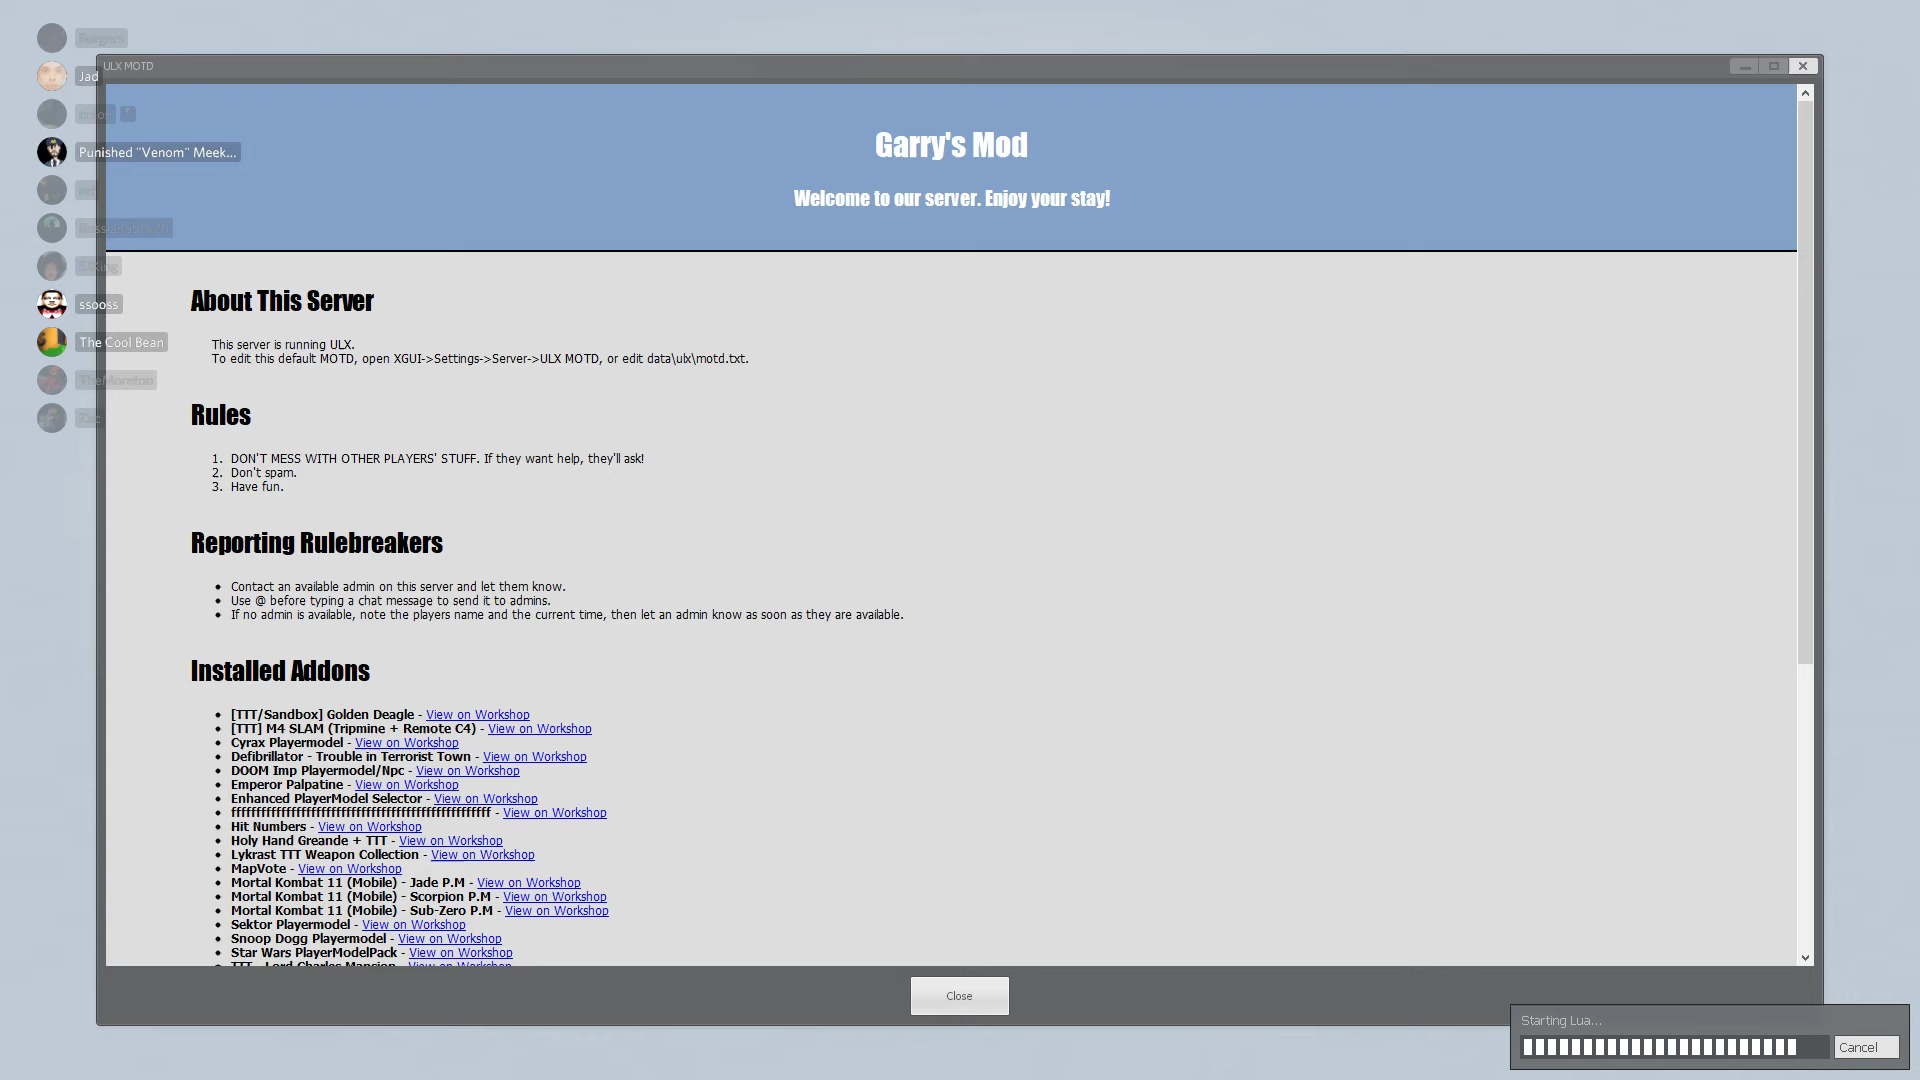 Burgers
ULX MOTD
Jad
Garry's Mod
Punished "Venom" Meek...
Welcome to our server. Enjoy your stay!
ssooss
The Cool Bean
TheMoreton
About This Server
This server is running ULX.
To edit this default MOTD, open XGUI->Settings->Server->ULX MOTD, or edit data\ulx\motd.txt.
Rules
1. DON'T MESS WITH OTHER PLAYERS' STUFF. If they want help, they'll ask!
2. Don't spam.
3. Have fun.
Reporting Rulebreakers
• Contact an available admin on this server and let them know.
• Use @ before typing a chat message to send it to admins.
• If no admin is available, note the players name and the current time, then let an admin know as soon as they are available.
Installed Addons
• [TTT/Sandbox] Golden Deagle - View on Workshop
• [TTT] M4 SLAM (Tripmine + Remote C4) - View on Workshop
• Cyrax Playermodel - View on Workshop
• Defibrillator - Trouble in Terrorist Town - View on Workshop
• DOOM Imp Playermodel/Npc - View on Workshop
• Emperor Palpatine - View on Workshop
• Enhanced PlayerModel Selector - View on Workshop
• ffffffffffffffffffffffffffffffffffffffffffffffffffff - View on Workshop
• Hit Numbers - View on Workshop
• Holy Hand Greande + TTT - View on Workshop
• Lykrast TTT Weapon Collection - View on Workshop
• MapVote - View on Workshop
• Mortal Kombat 11 (Mobile) - Jade P.M - View on Workshop
• Mortal Kombat 11 (Mobile) - Scorpion P.M - View on Workshop
• Mortal Kombat 11 (Mobile) - Sub-Zero P.M - View on Workshop
• Sektor Playermodel - View on Workshop
• Snoop Dogg Playermodel - View on Workshop
• Star Wars PlayerModelPack - View on Workshop
• TTT - Lord Charles Mansion - View on Workshop
Close
Starting Lua...
Cancel